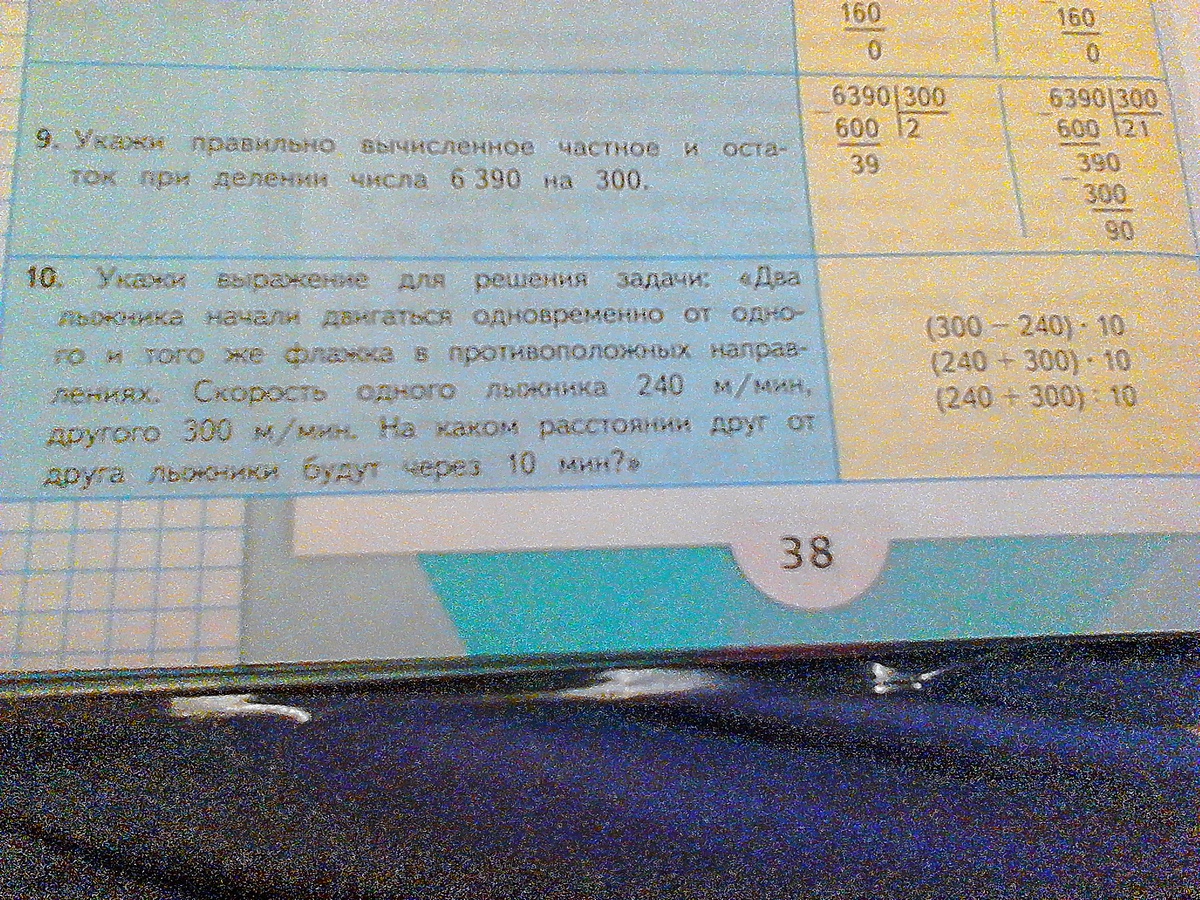 160
0
160
0
9. Укажи правильно вычисленное частное и оста-
ток при делении числа 6 390 на 300.
6390 300
600 2
39
6390 300
600 21
390
300
90
10. Укажи выражение для решения задачи: «Два
лыжника начали двигаться одновременно от одно-
го и того же флажка в противоположных направ-
лениях. Скорость одного лыжника 240 м/мин,
другого 300 м/мин. На каком расстоянии друг от
друга лыжники будут через 10 мин?»
(300 − 240) · 10
(240 + 300) · 10
(240 + 300) : 10
38